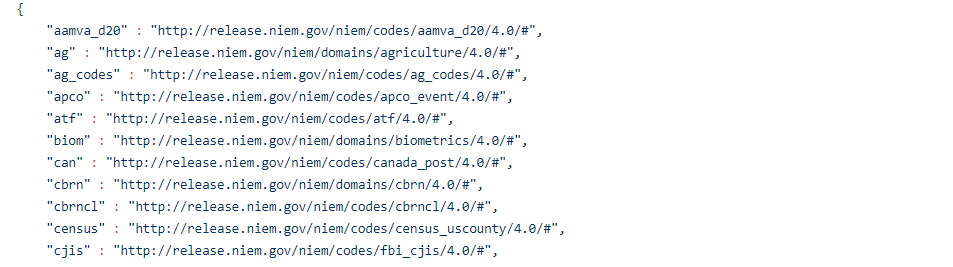 {
"aamva_d20" : "http://release.niem.gov/niem/codes/aamva_d20/4.0/#",
"ag" : "http://release.niem.gov/niem/domains/agriculture/4.0/#",
"ag_codes" : "http://release.niem.gov/niem/codes/ag_codes/4.0/#",
"apco" : "http://release.niem.gov/niem/codes/apco_event/4.0/#",
"atf" : "http://release.niem.gov/niem/codes/atf/4.0/#",
"biom" : "http://release.niem.gov/niem/domains/biometrics/4.0/#",
"can" : "http://release.niem.gov/niem/codes/canada_post/4.0/#",
"cbrn" : "http://release.niem.gov/niem/domains/cbrn/4.0/#",
"cbrncl" : "http://release.niem.gov/niem/codes/cbrncl/4.0/#",
"census" : "http://release.niem.gov/niem/codes/census_uscounty/4.0/#",
"cjis" : "http://release.niem.gov/niem/codes/fbi_cjis/4.0/#",